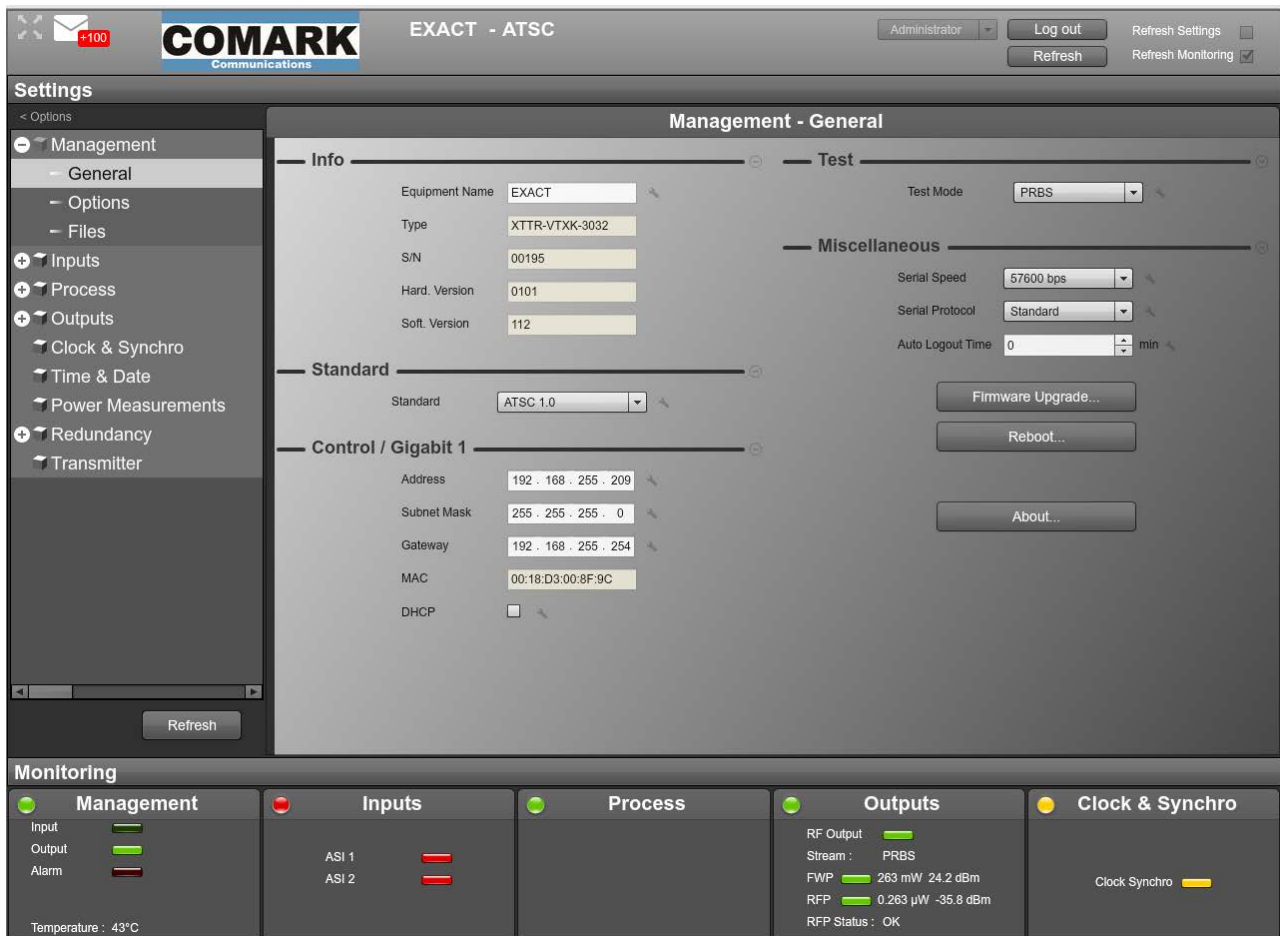 +100
COMARK
Communications
EXACT - ATSC
Administrator
Log out
Refresh
Refresh Settings
Refresh Monitoring
Settings
< Options
Management
General
Options
Files
Inputs
Process
Outputs
Clock & Synchro
Time & Date
Power Measurements
Redundancy
Transmitter
Refresh
Management - General
Info
Equipment Name EXACT
Type XTTR-VTXK-3032
S/N 00195
Hard. Version 0101
Soft. Version 112
Standard
Standard ATSC 1.0
Control / Gigabit 1
Address 192 . 168 . 255 . 209
Subnet Mask 255 . 255 . 255 . 0
Gateway 192 . 168 . 255 . 254
MAC 00:18:D3:00:8F:9C
DHCP
Test
Test Mode PRBS
Miscellaneous
Serial Speed 57600 bps
Serial Protocol Standard
Auto Logout Time 0 min
Firmware Upgrade...
Reboot...
About...
Monitoring
Management
Input
Output
Alarm
Temperature : 43°C
Inputs
ASI 1
ASI 2
Process
Outputs
RF Output
Stream : PRBS
FWP 263 mW 24.2 dBm
RFP 0.263 µW -35.8 dBm
RFP Status : OK
Clock & Synchro
Clock Synchro